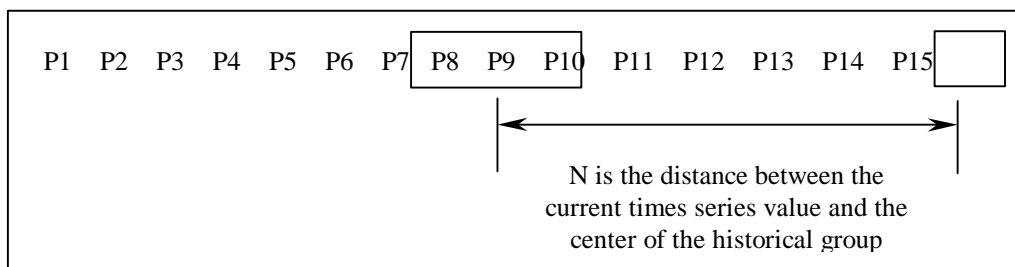 P1 P2 P3 P4 P5 P6 P7 P8 P9 P10 P11 P12 P13 P14 P15
N is the distance between the
current times series value and the
center of the historical group